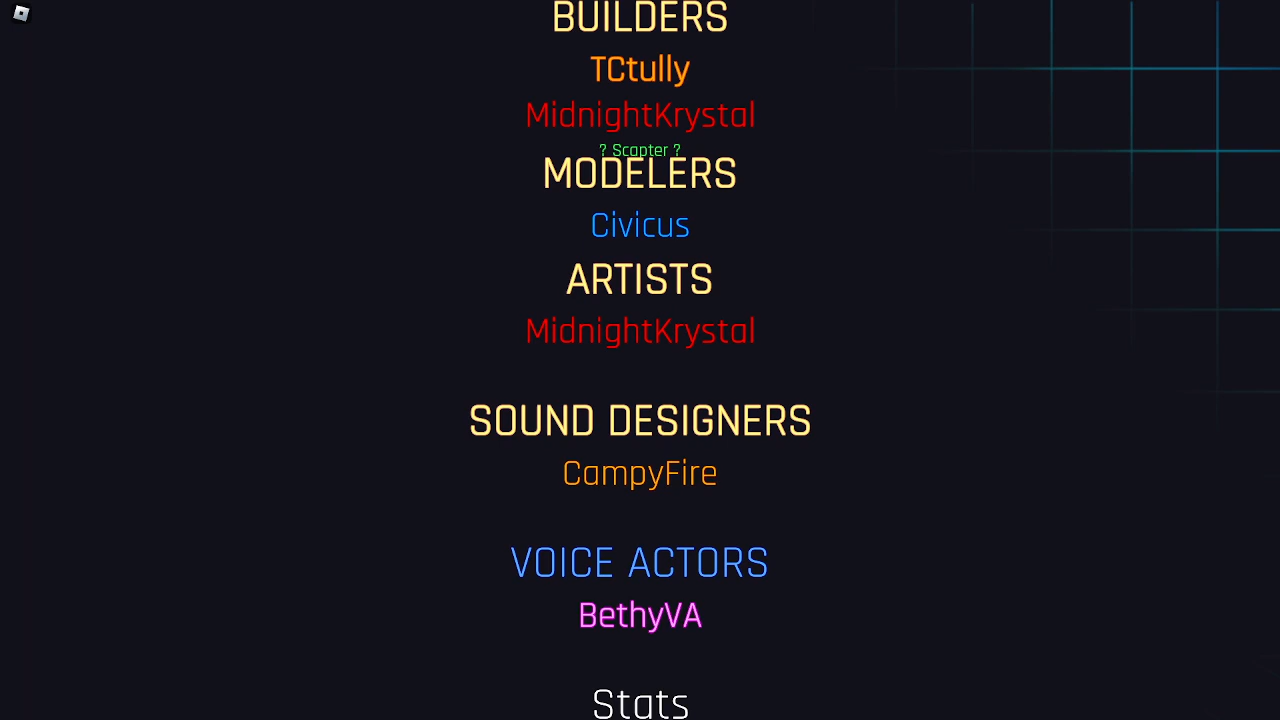 BUILDERS
TCtully
MidnightKrystal
? Scapter ?
MODELERS
Civicus
ARTISTS
MidnightKrystal
SOUND DESIGNERS
CampyFire
VOICE ACTORS
BethyVA
Stats